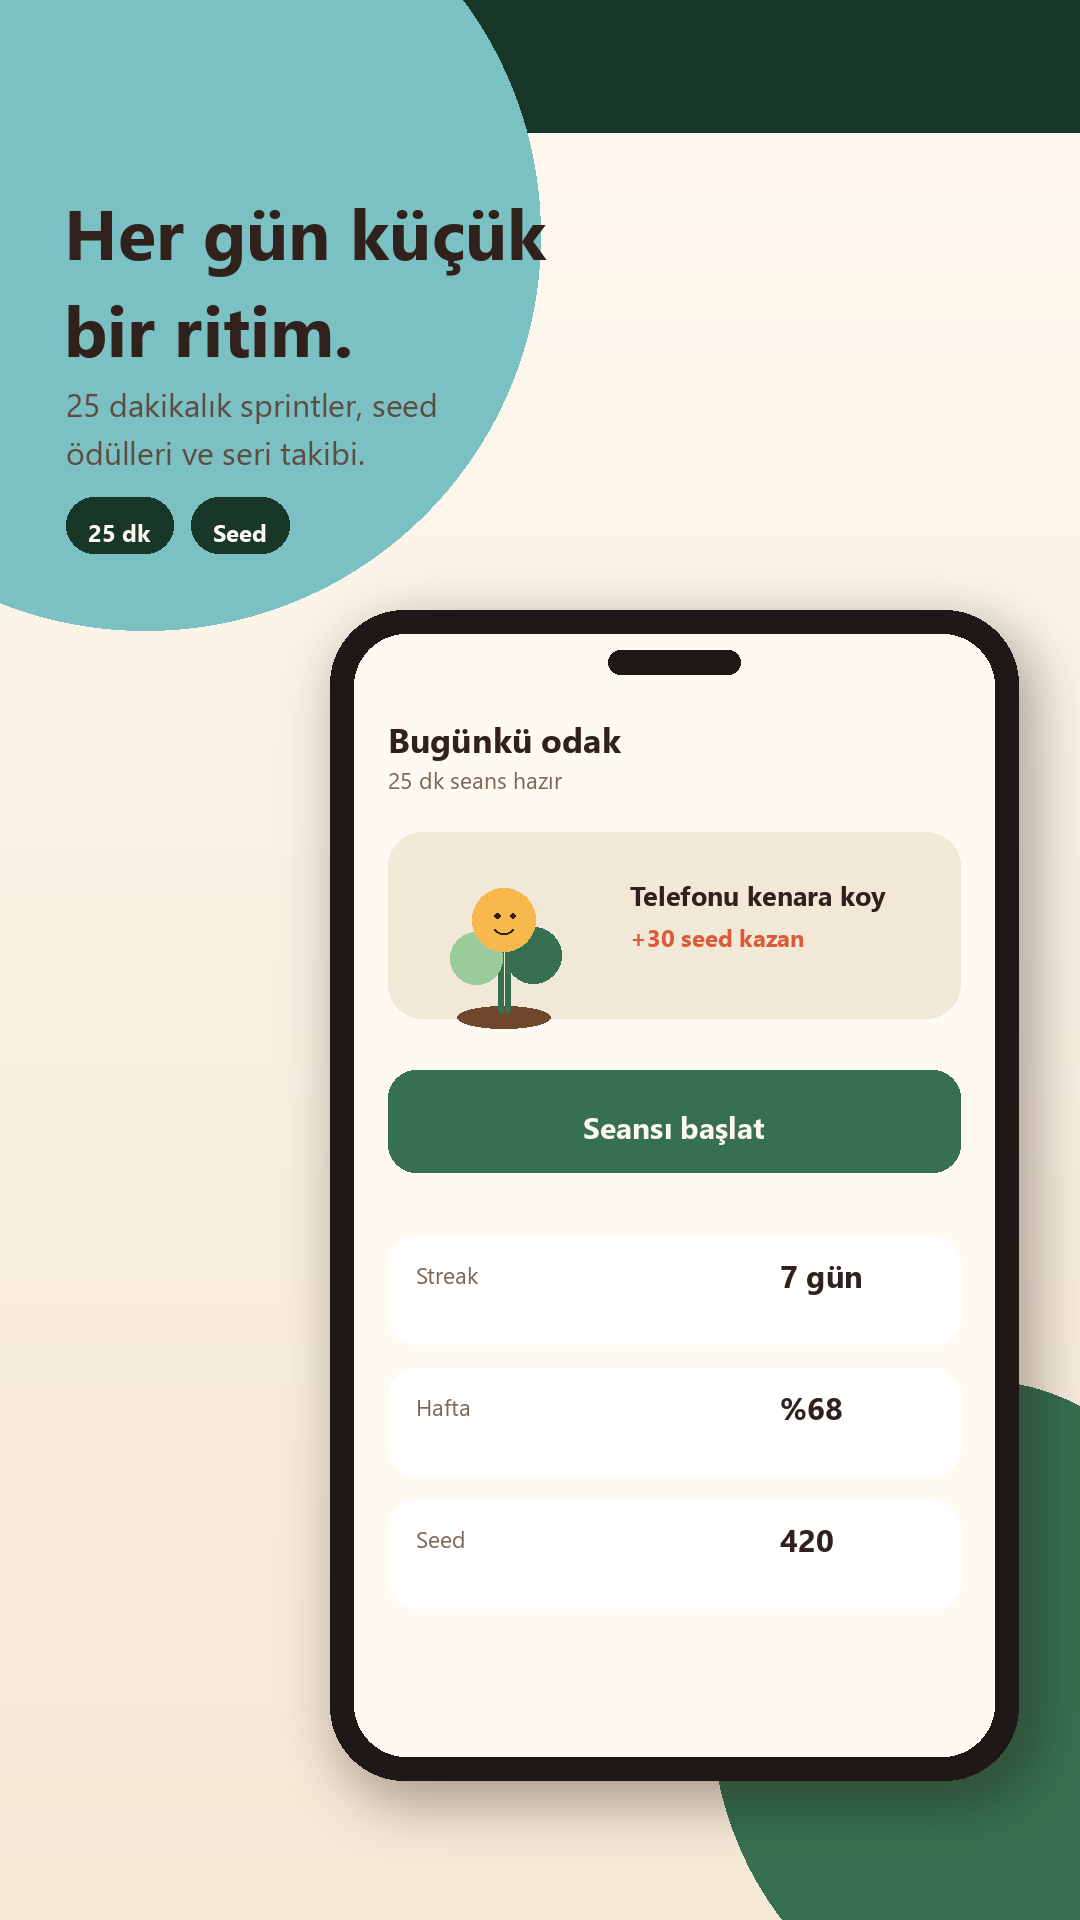 Her gün küçük
bir ritim.
25 dakikalık sprintler, seed
ödülleri ve seri takibi.
25 dk Seed
Bugünkü odak
25 dk seans hazır
Telefonu kenara koy
+30 seed kazan
Seansı başlat
Streak 7 gün
Hafta %68
Seed 420